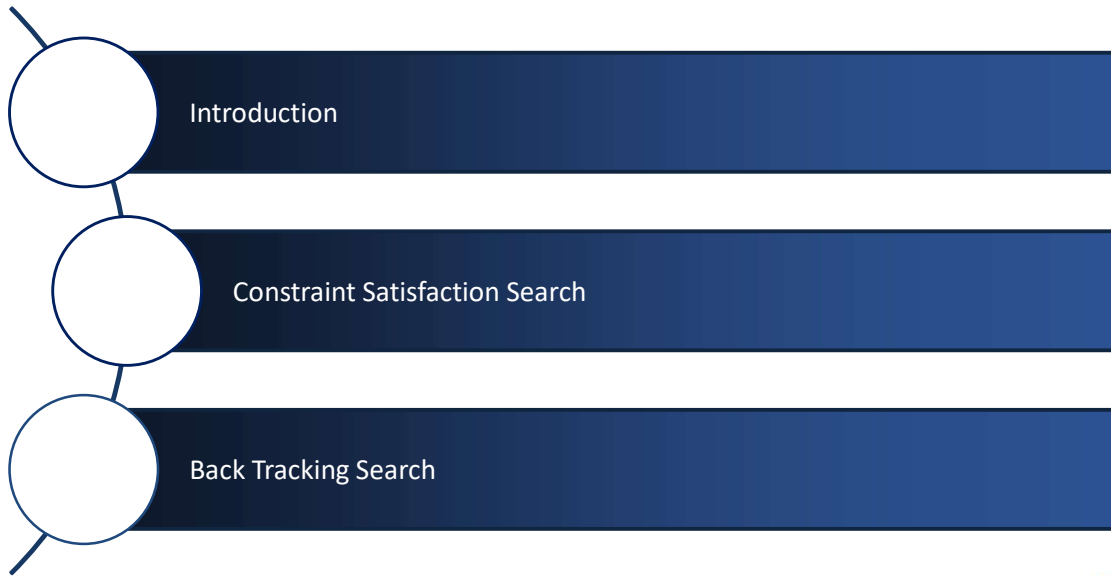 Introduction
Constraint Satisfaction Search
Back Tracking Search